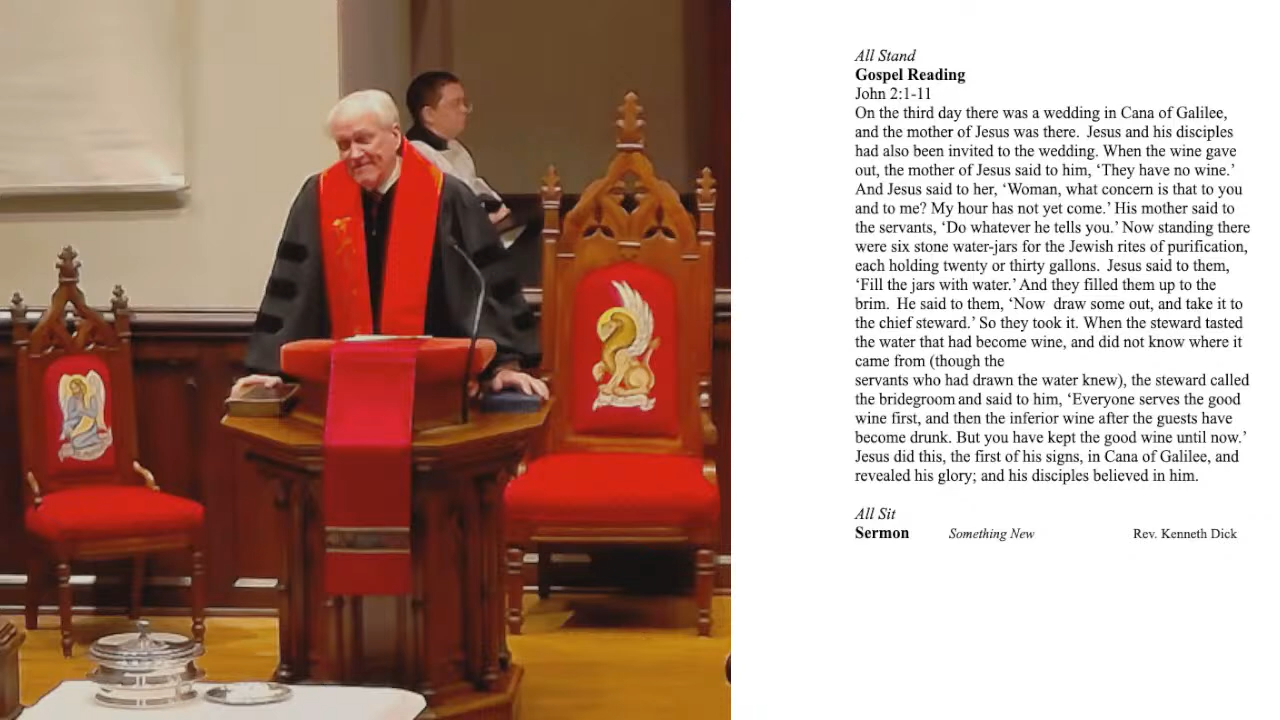 All Stand
Gospel Reading
John 2:1-11
On the third day there was a wedding in Cana of Galilee,
and the mother of Jesus was there.  Jesus and his disciples
had also been invited to the wedding. When the wine gave
out, the mother of Jesus said to him, ‘They have no wine.’
And Jesus said to her, ‘Woman, what concern is that to you
and to me? My hour has not yet come.’ His mother said to
the servants, ‘Do whatever he tells you.’ Now standing there
were six stone water-jars for the Jewish rites of purification,
each holding twenty or thirty gallons.  Jesus said to them,
‘Fill the jars with water.’ And they filled them up to the
brim.  He said to them, ‘Now  draw some out, and take it to
the chief steward.’ So they took it. When the steward tasted
the water that had become wine, and did not know where it
came from (though the
servants who had drawn the water knew), the steward called
the bridegroom and said to him, ‘Everyone serves the good
wine first, and then the inferior wine after the guests have
become drunk. But you have kept the good wine until now.’
Jesus did this, the first of his signs, in Cana of Galilee, and
revealed his glory; and his disciples believed in him.
All Sit
Sermon Something New Rev. Kenneth Dick